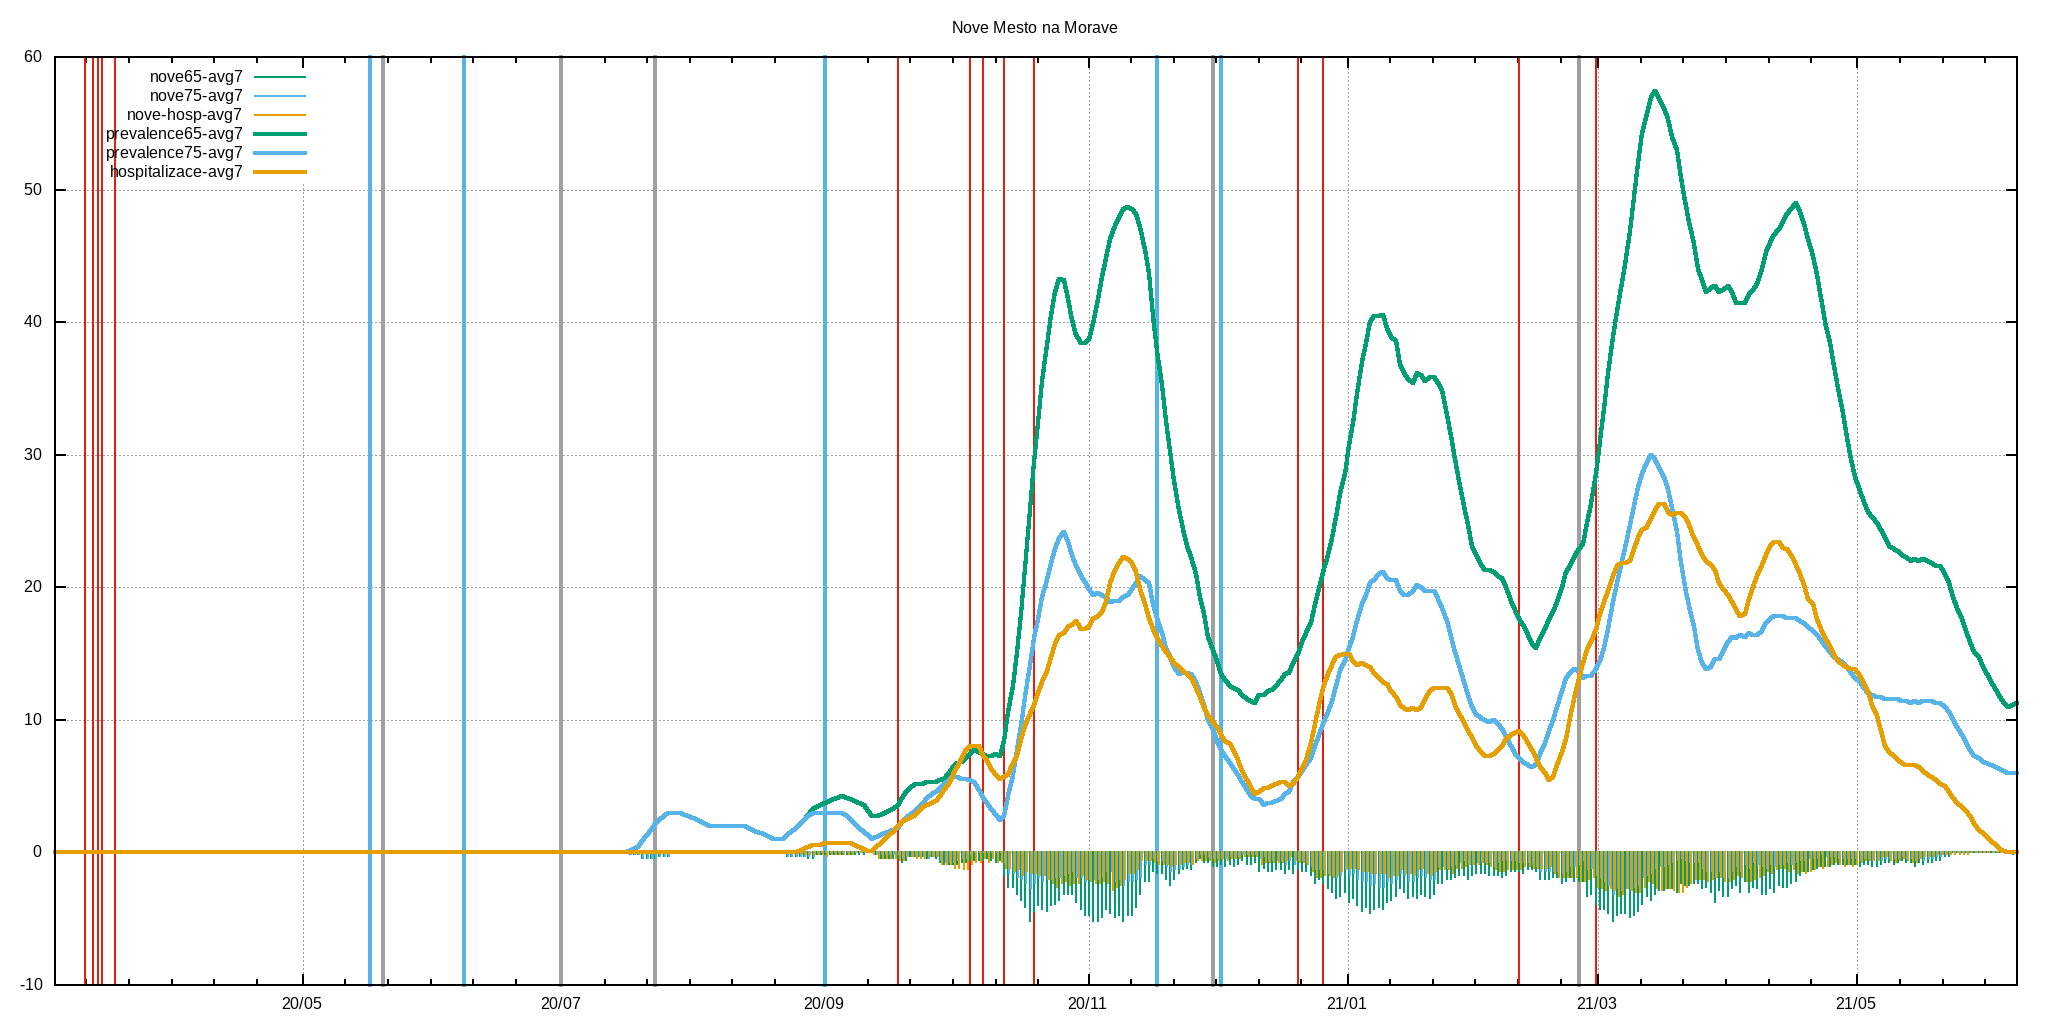 Nove Mesto na Morave
60
50
40
30
20
10
0
-10
nove65-avg7
nove75-avg7
nove-hosp-avg7
prevalence65-avg7
prevalence75-avg7
hospitalizace-avg7
20/05 20/07 20/09 20/11 21/01 21/03 21/05